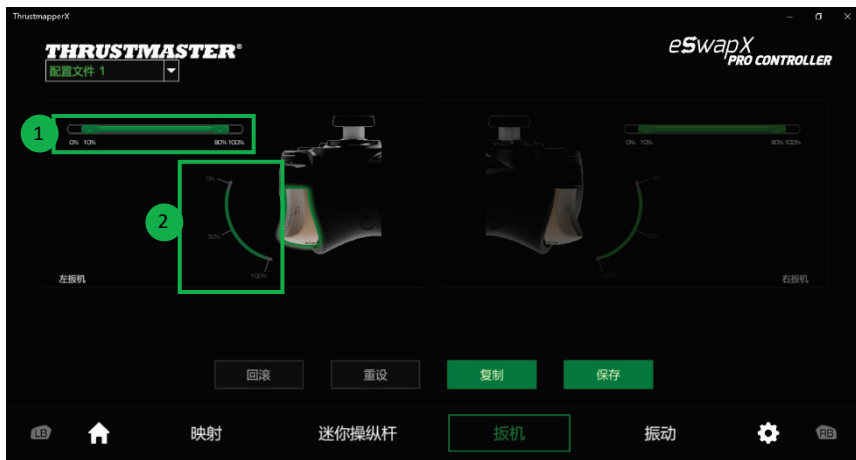 ThrustmapperX
THRUSTMASTER®
eSwapX
PRO CONTROLLER
配置文件 1
1
0% 10% 90% 100%
0% 10% 90% 100%
0%
2
50%
100%
左扳机
右扳机
回滚 重设 复制 保存
LB 映射 迷你操纵杆 扳机 振动 RB